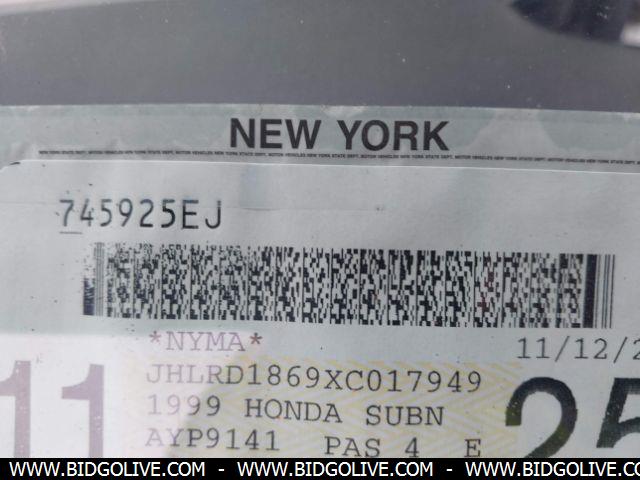 NEW YORK
745925EJ
*NYMA*
11/12/2
11
JHLRD1869XC017949
1999 HONDA SUBN
AYP9141 PAS 4 E
25
WWW.BIDGOLIVE.COM WWW.BIDGOLIVE.COM WWW.BIDGOLIVE.COM